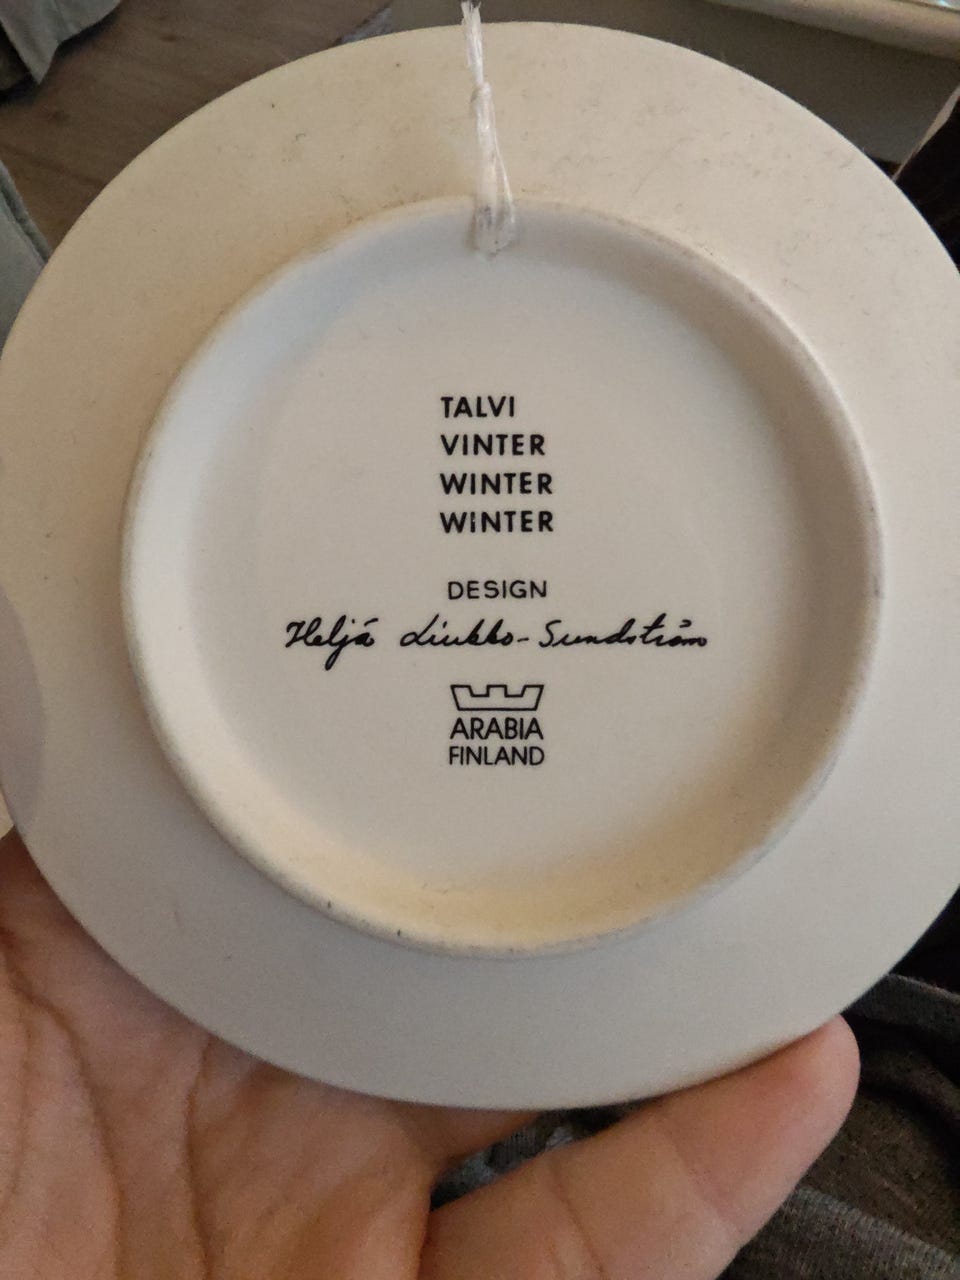 TALVI
VINTER
WINTER
WINTER
DESIGN
Heljä Liukko-Sundström
ARABIA
FINLAND